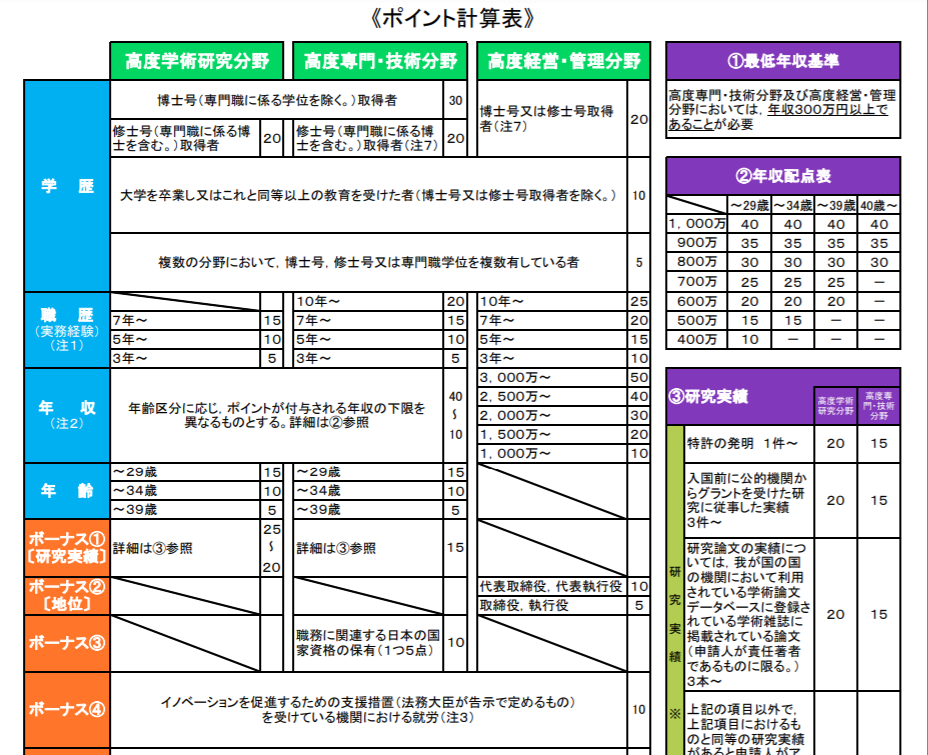 《ポイント計算表》
高度学術研究分野
高度専門・技術分野
高度経営・管理分野
学 歴
博士号(専門職に係る学位を除く。)取得者
30
博士号又は修士号取得
者(注7)
20
修士号(専門職に係る博
士を含む。)取得者
20
修士号(専門職に係る博
士を含む。)取得者(注7)
20
大学を卒業し又はこれと同等以上の教育を受けた者(博士号又は修士号取得者を除く。)
10
複数の分野において,博士号,修士号又は専門職学位を複数有している者
5
職 歴
(実務経験)
(注1)
10年~ 20 10年~ 25
7年~ 15 7年~ 15 7年~ 20
5年~ 10 5年~ 10 5年~ 15
3年~ 5 3年~ 5 3年~ 10
年 収
(注2)
年齢区分に応じ,ポイントが付与される年収の下限を
異なるものとする。詳細は②参照
40
~
10
3,000万~ 50
2,500万~ 40
2,000万~ 30
1,500万~ 20
1,000万~ 10
年 齢
~29歳 15 ~29歳 15
~34歳 10 ~34歳 10
~39歳 5 ~39歳 5
ボーナス①
〔研究実績〕
詳細は③参照
25
~
20
詳細は③参照
15
ボーナス②
〔地位〕
代表取締役,代表執行役 10
取締役,執行役 5
ボーナス③
職務に関連する日本の国
家資格の保有(1つ5点)
10
ボーナス④
イノベーションを促進するための支援措置(法務大臣が告示で定めるもの)
を受けている機関における就労(注3)
10
①最低年収基準
高度専門・技術分野及び高度経営・管理
分野においては,年収300万円以上で
あることが必要
②年収配点表
~29歳 ~34歳 ~39歳 40歳~
1,000万 40 40 40 40
900万 35 35 35 35
800万 30 30 30 30
700万 25 25 25 -
600万 20 20 20 -
500万 15 15 - -
400万 10 - - -
③研究実績
高度学術
研究分野
高度専
門・技術
分野
研究実績
※
特許の発明 1件~
20
15
入国前に公的機関か
らグラントを受けた研
究に従事した実績
3件~
20
15
研究論文の実績につ
いては,我が国の国
の機関において利用
されている学術論文
データベースに登録さ
れている学術雑誌に
掲載されている論文
(申請人が責任著者
であるものに限る。)
3本~
20
15
上記の項目以外で,
上記項目におけるも
のと同等の研究実績
があると申請人がア